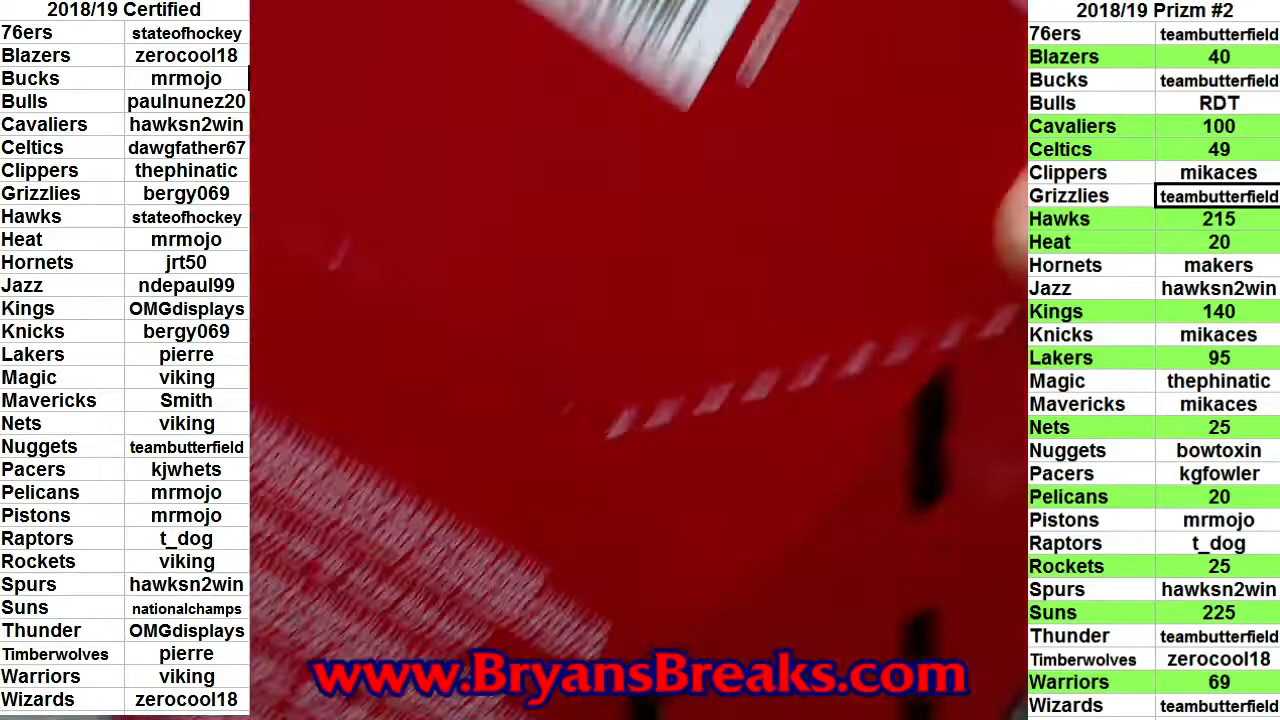 2018/19 Certified
76ers stateofhockey
Blazers zerocool18
Bucks mrmojo
Bulls paulnunez20
Cavaliers hawksn2win
Celtics dawgfather67
Clippers thephinatic
Grizzlies bergy069
Hawks stateofhockey
Heat mrmojo
Hornets jrt50
Jazz ndepaul99
Kings OMGdisplays
Knicks bergy069
Lakers pierre
Magic viking
Mavericks Smith
Nets viking
Nuggets teambutterfield
Pacers kjwhets
Pelicans mrmojo
Pistons mrmojo
Raptors t_dog
Rockets viking
Spurs hawksn2win
Suns nationalchamps
Thunder OMGdisplays
Timberwolves pierre
Warriors viking
Wizards zerocool18
www.BryansBreaks.com
2018/19 Prizm #2
76ers teambutterfield
Blazers 40
Bucks teambutterfield
Bulls RDT
Cavaliers 100
Celtics 49
Clippers mikaces
Grizzlies teambutterfield
Hawks 215
Heat 20
Hornets makers
Jazz hawksn2win
Kings 140
Knicks mikaces
Lakers 95
Magic thephinatic
Mavericks mikaces
Nets 25
Nuggets bowtoxin
Pacers kgfowler
Pelicans 20
Pistons mrmojo
Raptors t_dog
Rockets 25
Spurs hawksn2win
Suns 225
Thunder teambutterfield
Timberwolves zerocool18
Warriors 69
Wizards teambutterfield